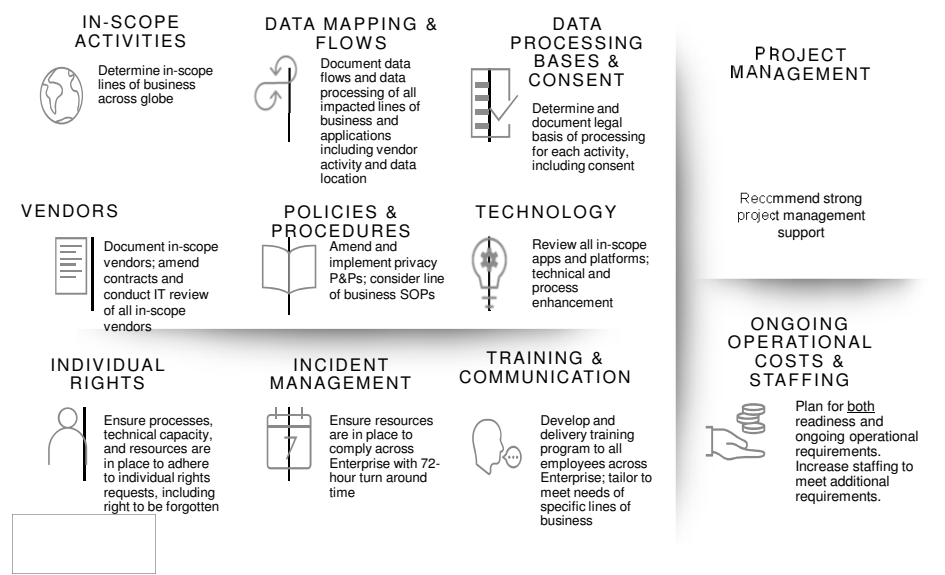 IN-SCOPE
ACTIVITIES
Determine in-scope
lines of business
across globe
DATA MAPPING &
FLOWS
Document data
flows and data
processing of all
impacted lines of
business and
applications
including vendor
activity and data
location
DATA
PROCESSING
BASES &
CONSENT
Determine and
document legal
basis of processing
for each activity,
including consent
PROJECT
MANAGEMENT
Recommend strong
project management
support
VENDORS
Document in-scope
vendors; amend
contracts and
conduct IT review
of all in-scope
vendors
POLICIES &
PROCEDURES
Amend and
implement privacy
P&Ps; consider line
of business SOPs
TECHNOLOGY
Review all in-scope
apps and platforms;
technical and
process
enhancement
INDIVIDUAL
RIGHTS
Ensure processes,
technical capacity,
and resources are
in place to adhere
to individual rights
requests, including
right to be forgotten
INCIDENT
MANAGEMENT
7
Ensure resources
are in place to
comply across
Enterprise with 72-
hour turn around
time
TRAINING &
COMMUNICATION
Develop and
delivery training
program to all
employees across
Enterprise; tailor to
meet needs of
specific lines of
business
ONGOING
OPERATIONAL
COSTS &
STAFFING
Plan for both
readiness and
ongoing operational
requirements.
Increase staffing to
meet additional
requirements.